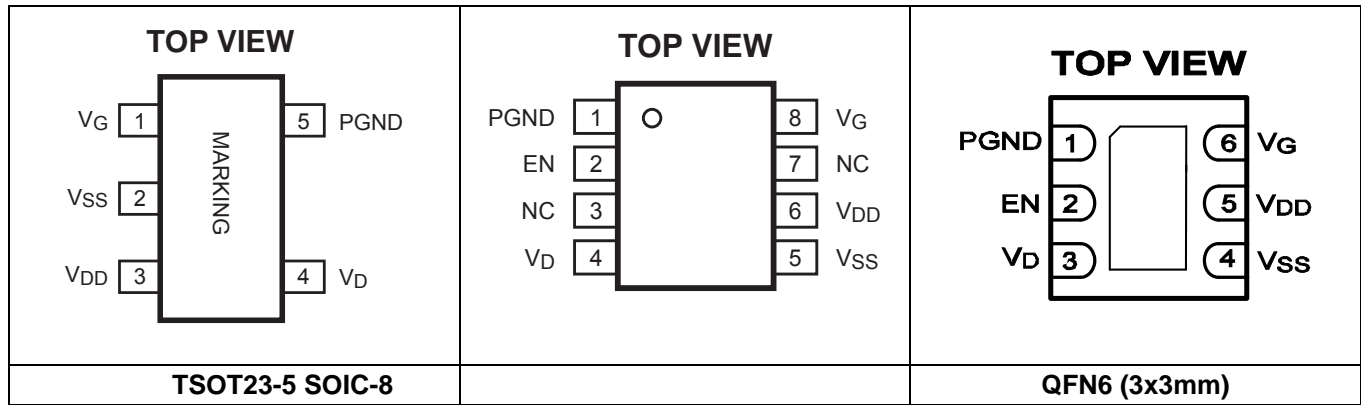 TOP VIEW
VG 1
VSS 2
VDD 3
MARKING
5 PGND
4 VD
TOP VIEW
PGND 1
EN 2
NC 3
VD 4
8 VG
7 NC
6 VDD
5 VSS
TOP VIEW
PGND 1
EN 2
VD 3
6 VG
5 VDD
4 VSS
TSOT23-5 SOIC-8
QFN6 (3x3mm)